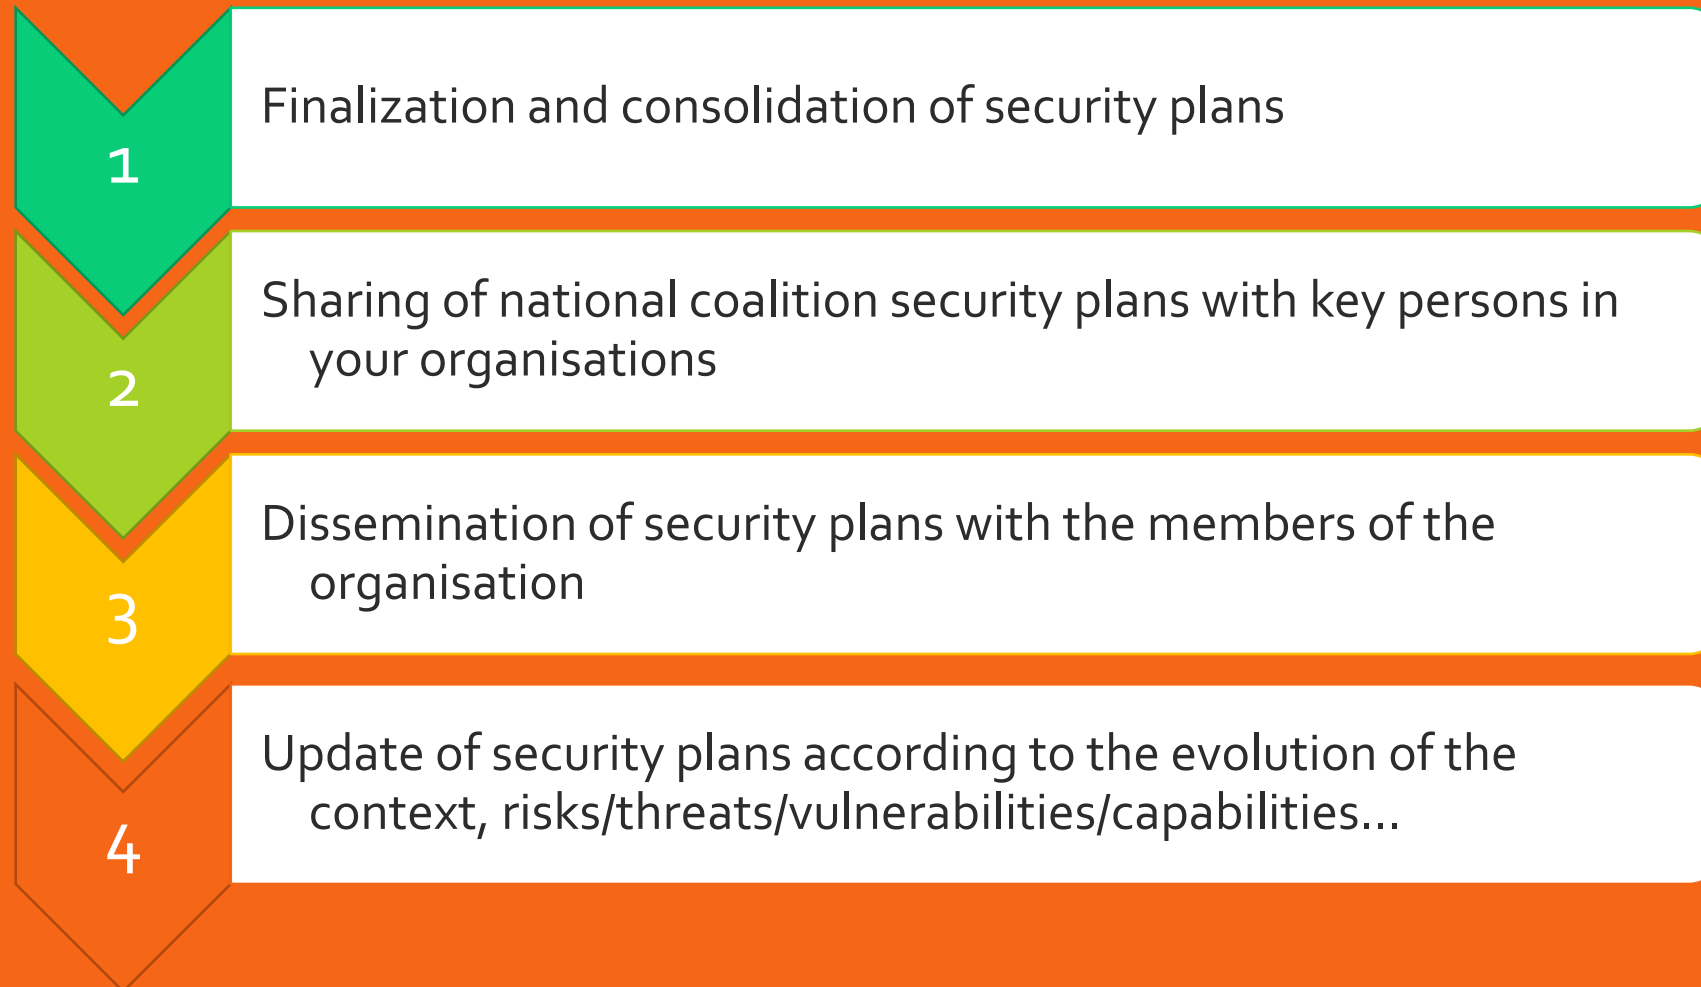 1
Finalization and consolidation of security plans
2
Sharing of national coalition security plans with key persons in
your organisations
3
Dissemination of security plans with the members of the
organisation
4
Update of security plans according to the evolution of the
context, risks/threats/vulnerabilities/capabilities...